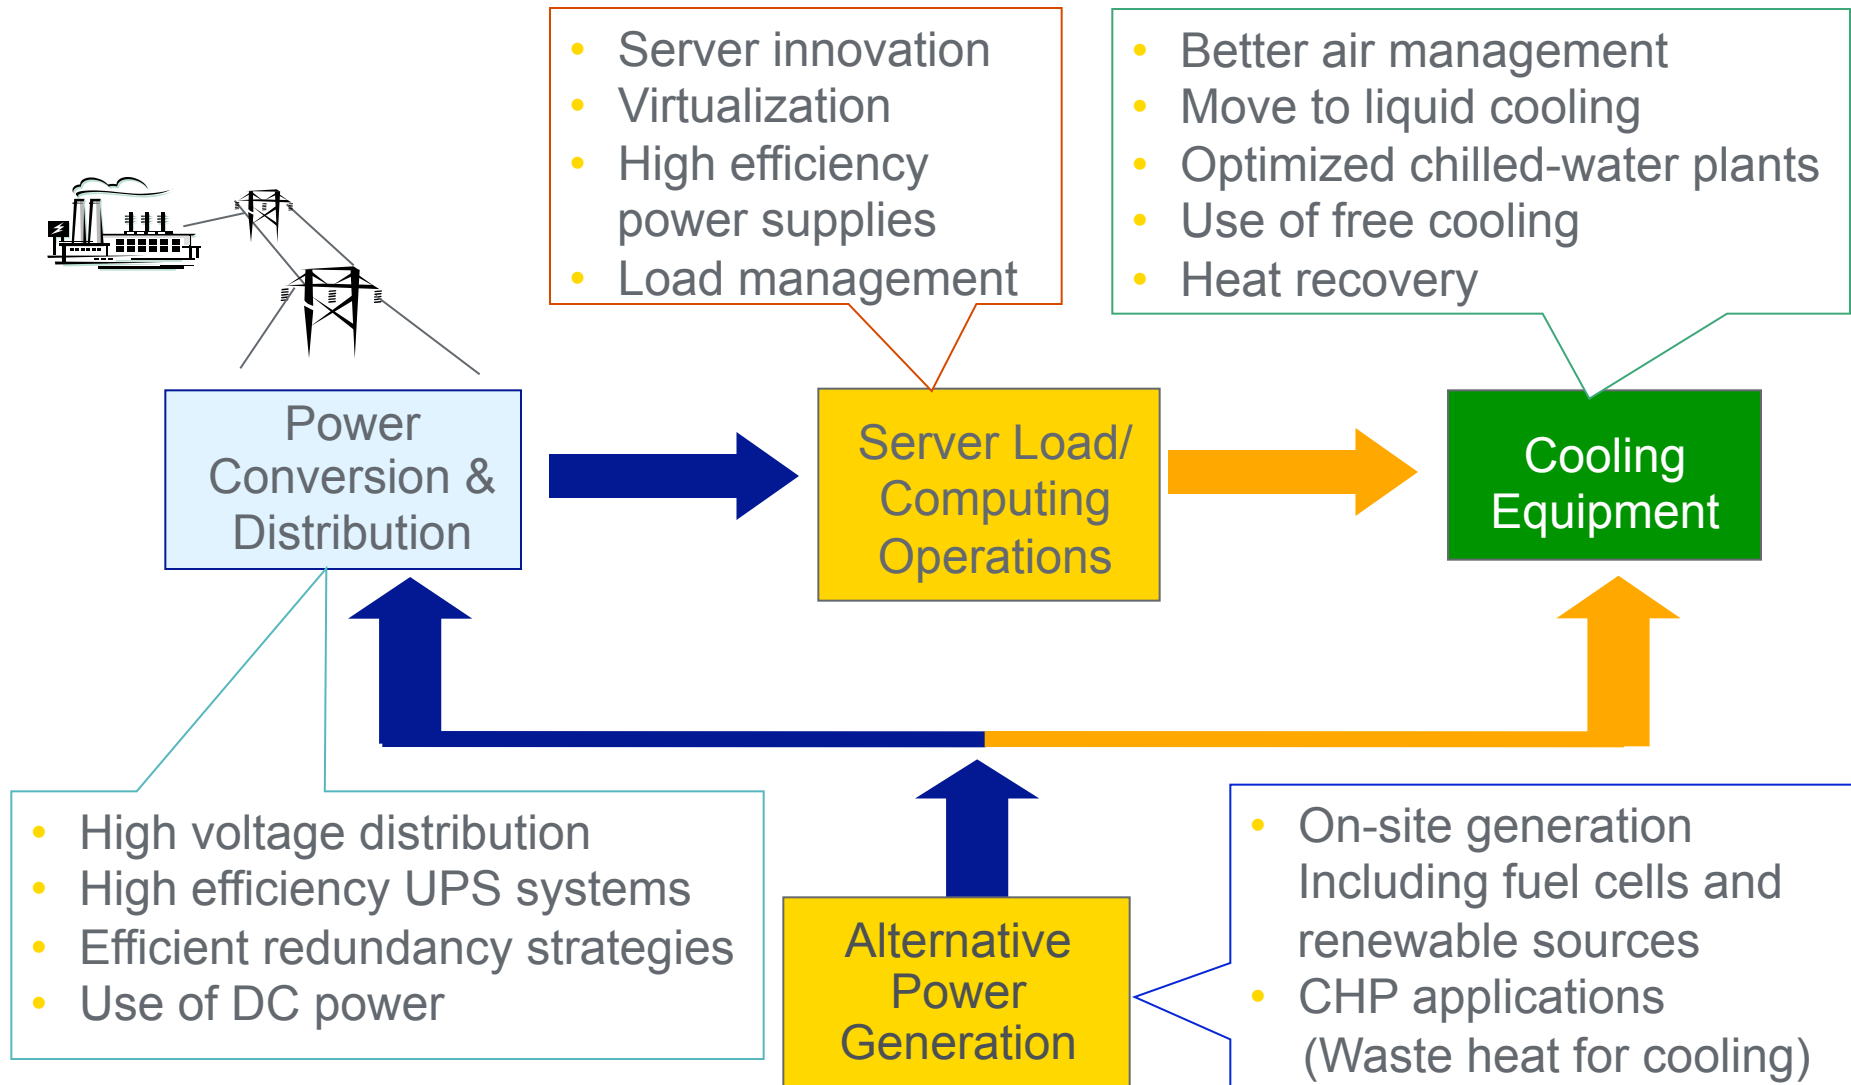 • Server innovation
• Virtualization
• High efficiency
power supplies
• Load management
• Better air management
• Move to liquid cooling
• Optimized chilled-water plants
• Use of free cooling
• Heat recovery
Power
Conversion &
Distribution
Server Load/
Computing
Operations
Cooling
Equipment
• High voltage distribution
• High efficiency UPS systems
• Efficient redundancy strategies
• Use of DC power
Alternative
Power
Generation
• On-site generation
Including fuel cells and
renewable sources
• CHP applications
(Waste heat for cooling)